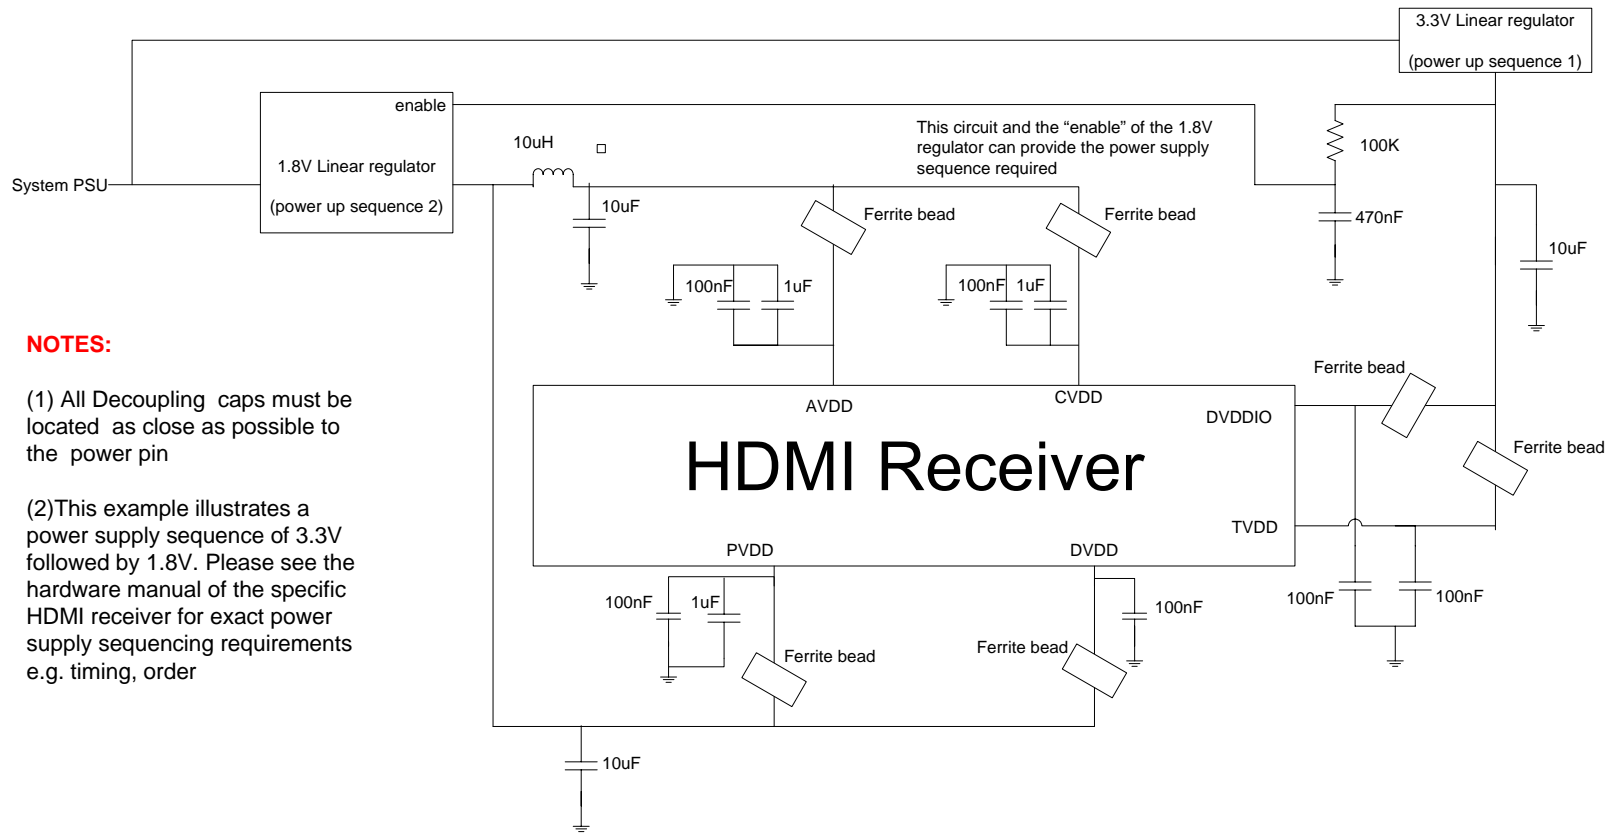 3.3V Linear regulator
(power up sequence 1)
enable
1.8V Linear regulator
(power up sequence 2)
System PSU
10uH
10uF
This circuit and the “enable” of the 1.8V
regulator can provide the power supply
sequence required
100K
470nF
10uF
Ferrite bead
Ferrite bead
100nF
1uF
100nF
1uF
NOTES:
(1) All Decoupling caps must be
located as close as possible to
the power pin
(2)This example illustrates a
power supply sequence of 3.3V
followed by 1.8V. Please see the
hardware manual of the specific
HDMI receiver for exact power
supply sequencing requirements
e.g. timing, order
Ferrite bead
Ferrite bead
AVDD
CVDD
DVDDIO
HDMI Receiver
TVDD
PVDD
DVDD
100nF
1uF
100nF
100nF
100nF
Ferrite bead
Ferrite bead
10uF